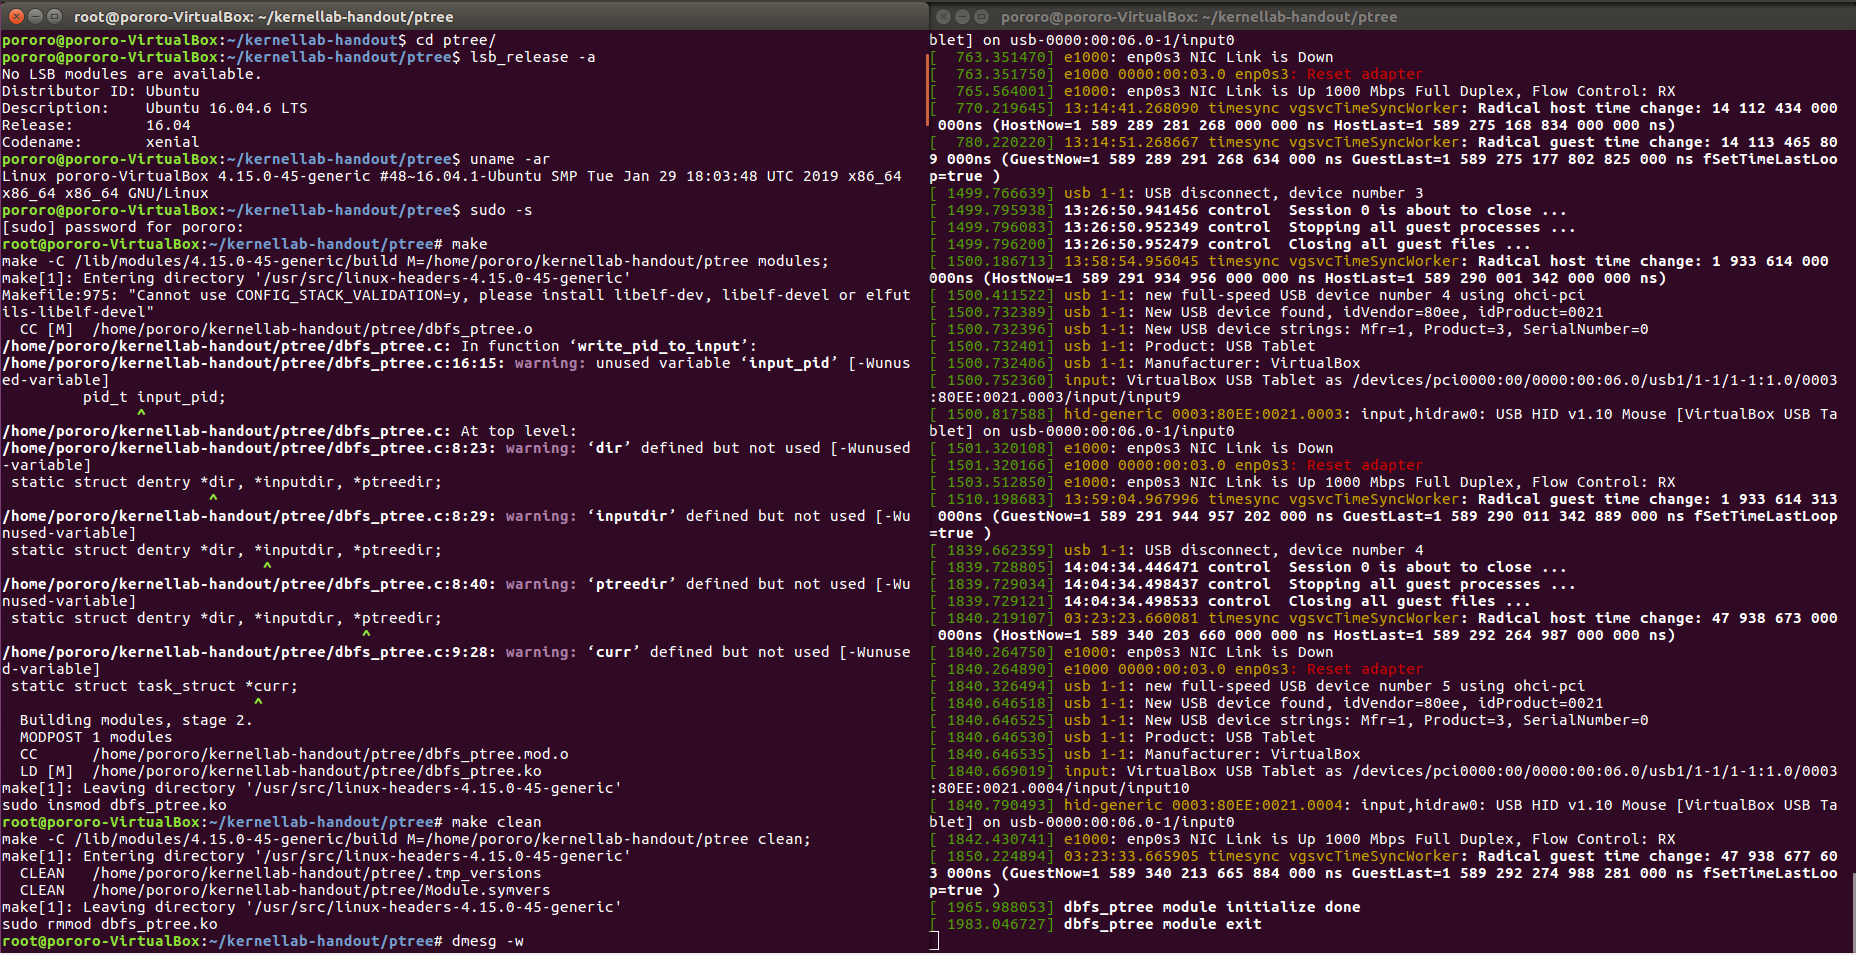 root@pororo-VirtualBox: ~/kernellab-handout/ptree
pororo@pororo-VirtualBox:~/kernellab-handout$ cd ptree/
pororo@pororo-VirtualBox:~/kernellab-handout/ptree$ lsb_release -a
No LSB modules are available.
Distributor ID: Ubuntu
Description:    Ubuntu 16.04.6 LTS
Release:        16.04
Codename:       xenial
pororo@pororo-VirtualBox:~/kernellab-handout/ptree$ uname -ar
Linux pororo-VirtualBox 4.15.0-45-generic #48~16.04.1-Ubuntu SMP Tue Jan 29 18:03:48 UTC 2019 x86_64
x86_64 x86_64 GNU/Linux
pororo@pororo-VirtualBox:~/kernellab-handout/ptree$ sudo -s
[sudo] password for pororo:
root@pororo-VirtualBox:~/kernellab-handout/ptree# make
make -C /lib/modules/4.15.0-45-generic/build M=/home/pororo/kernellab-handout/ptree modules;
make[1]: Entering directory '/usr/src/linux-headers-4.15.0-45-generic'
Makefile:975: "Cannot use CONFIG_STACK_VALIDATION=y, please install libelf-dev, libelf-devel or elfut
ils-libelf-devel"
  CC [M]  /home/pororo/kernellab-handout/ptree/dbfs_ptree.o
/home/pororo/kernellab-handout/ptree/dbfs_ptree.c: In function ‘write_pid_to_input’:
/home/pororo/kernellab-handout/ptree/dbfs_ptree.c:16:15: warning: unused variable ‘input_pid’ [-Wunus
ed-variable]
         pid_t input_pid;
               ^
/home/pororo/kernellab-handout/ptree/dbfs_ptree.c: At top level:
/home/pororo/kernellab-handout/ptree/dbfs_ptree.c:8:23: warning: ‘dir’ defined but not used [-Wunused
-variable]
 static struct dentry *dir, *inputdir, *ptreedir;
                       ^
/home/pororo/kernellab-handout/ptree/dbfs_ptree.c:8:29: warning: ‘inputdir’ defined but not used [-Wu
nused-variable]
 static struct dentry *dir, *inputdir, *ptreedir;
                             ^
/home/pororo/kernellab-handout/ptree/dbfs_ptree.c:8:40: warning: ‘ptreedir’ defined but not used [-Wu
nused-variable]
 static struct dentry *dir, *inputdir, *ptreedir;
                                        ^
/home/pororo/kernellab-handout/ptree/dbfs_ptree.c:9:28: warning: ‘curr’ defined but not used [-Wunuse
d-variable]
 static struct task_struct *curr;
                            ^
  Building modules, stage 2.
  MODPOST 1 modules
  CC      /home/pororo/kernellab-handout/ptree/dbfs_ptree.mod.o
  LD [M]  /home/pororo/kernellab-handout/ptree/dbfs_ptree.ko
make[1]: Leaving directory '/usr/src/linux-headers-4.15.0-45-generic'
sudo insmod dbfs_ptree.ko
root@pororo-VirtualBox:~/kernellab-handout/ptree# make clean
make -C /lib/modules/4.15.0-45-generic/build M=/home/pororo/kernellab-handout/ptree clean;
make[1]: Entering directory '/usr/src/linux-headers-4.15.0-45-generic'
  CLEAN   /home/pororo/kernellab-handout/ptree/.tmp_versions
  CLEAN   /home/pororo/kernellab-handout/ptree/Module.symvers
make[1]: Leaving directory '/usr/src/linux-headers-4.15.0-45-generic'
sudo rmmod dbfs_ptree.ko
root@pororo-VirtualBox:~/kernellab-handout/ptree# dmesg -w
pororo@pororo-VirtualBox: ~/kernellab-handout/ptree
blet] on usb-0000:00:06.0-1/input0
[  763.351470] e1000: enp0s3 NIC Link is Down
[  763.351750] e1000 0000:00:03.0 enp0s3: Reset adapter
[  765.564001] e1000: enp0s3 NIC Link is Up 1000 Mbps Full Duplex, Flow Control: RX
[  770.219645] 13:14:41.268090 timesync vgsvcTimeSyncWorker: Radical host time change: 14 112 434 000
 000ns (HostNow=1 589 289 281 268 000 000 ns HostLast=1 589 275 168 834 000 000 ns)
[  780.220220] 13:14:51.268667 timesync vgsvcTimeSyncWorker: Radical guest time change: 14 113 465 80
9 000ns (GuestNow=1 589 289 291 268 634 000 ns GuestLast=1 589 275 177 802 825 000 ns fSetTimeLastLoo
p=true )
[ 1499.766639] usb 1-1: USB disconnect, device number 3
[ 1499.795938] 13:26:50.941456 control  Session 0 is about to close ...
[ 1499.796083] 13:26:50.952349 control  Stopping all guest processes ...
[ 1499.796200] 13:26:50.952479 control  Closing all guest files ...
[ 1500.186713] 13:58:54.956045 timesync vgsvcTimeSyncWorker: Radical host time change: 1 933 614 000
000ns (HostNow=1 589 291 934 956 000 000 ns HostLast=1 589 290 001 342 000 000 ns)
[ 1500.411522] usb 1-1: new full-speed USB device number 4 using ohci-pci
[ 1500.732389] usb 1-1: New USB device found, idVendor=80ee, idProduct=0021
[ 1500.732396] usb 1-1: New USB device strings: Mfr=1, Product=3, SerialNumber=0
[ 1500.732401] usb 1-1: Product: USB Tablet
[ 1500.732406] usb 1-1: Manufacturer: VirtualBox
[ 1500.752360] input: VirtualBox USB Tablet as /devices/pci0000:00/0000:00:06.0/usb1/1-1/1-1:1.0/0003
:80EE:0021.0003/input/input9
[ 1500.817588] hid-generic 0003:80EE:0021.0003: input,hidraw0: USB HID v1.10 Mouse [VirtualBox USB Ta
blet] on usb-0000:00:06.0-1/input0
[ 1501.320108] e1000: enp0s3 NIC Link is Down
[ 1501.320166] e1000 0000:00:03.0 enp0s3: Reset adapter
[ 1503.512850] e1000: enp0s3 NIC Link is Up 1000 Mbps Full Duplex, Flow Control: RX
[ 1510.198683] 13:59:04.967996 timesync vgsvcTimeSyncWorker: Radical guest time change: 1 933 614 313
 000ns (GuestNow=1 589 291 944 957 202 000 ns GuestLast=1 589 290 011 342 889 000 ns fSetTimeLastLoop
=true )
[ 1839.662359] usb 1-1: USB disconnect, device number 4
[ 1839.728805] 14:04:34.446471 control  Session 0 is about to close ...
[ 1839.729034] 14:04:34.498437 control  Stopping all guest processes ...
[ 1839.729121] 14:04:34.498533 control  Closing all guest files ...
[ 1840.219107] 03:23:23.660081 timesync vgsvcTimeSyncWorker: Radical host time change: 47 938 673 000
 000ns (HostNow=1 589 340 203 660 000 000 ns HostLast=1 589 292 264 987 000 000 ns)
[ 1840.264750] e1000: enp0s3 NIC Link is Down
[ 1840.264890] e1000 0000:00:03.0 enp0s3: Reset adapter
[ 1840.326494] usb 1-1: new full-speed USB device number 5 using ohci-pci
[ 1840.646518] usb 1-1: New USB device found, idVendor=80ee, idProduct=0021
[ 1840.646525] usb 1-1: New USB device strings: Mfr=1, Product=3, SerialNumber=0
[ 1840.646530] usb 1-1: Product: USB Tablet
[ 1840.646535] usb 1-1: Manufacturer: VirtualBox
[ 1840.669019] input: VirtualBox USB Tablet as /devices/pci0000:00/0000:00:06.0/usb1/1-1/1-1:1.0/0003
:80EE:0021.0004/input/input10
[ 1840.790493] hid-generic 0003:80EE:0021.0004: input,hidraw0: USB HID v1.10 Mouse [VirtualBox USB Ta
blet] on usb-0000:00:06.0-1/input0
[ 1842.430741] e1000: enp0s3 NIC Link is Up 1000 Mbps Full Duplex, Flow Control: RX
[ 1850.224894] 03:23:33.665905 timesync vgsvcTimeSyncWorker: Radical guest time change: 47 938 677 60
3 000ns (GuestNow=1 589 340 213 665 884 000 ns GuestLast=1 589 292 274 988 281 000 ns fSetTimeLastLoo
p=true )
[ 1965.988053] dbfs_ptree module initialize done
[ 1983.046727] dbfs_ptree module exit